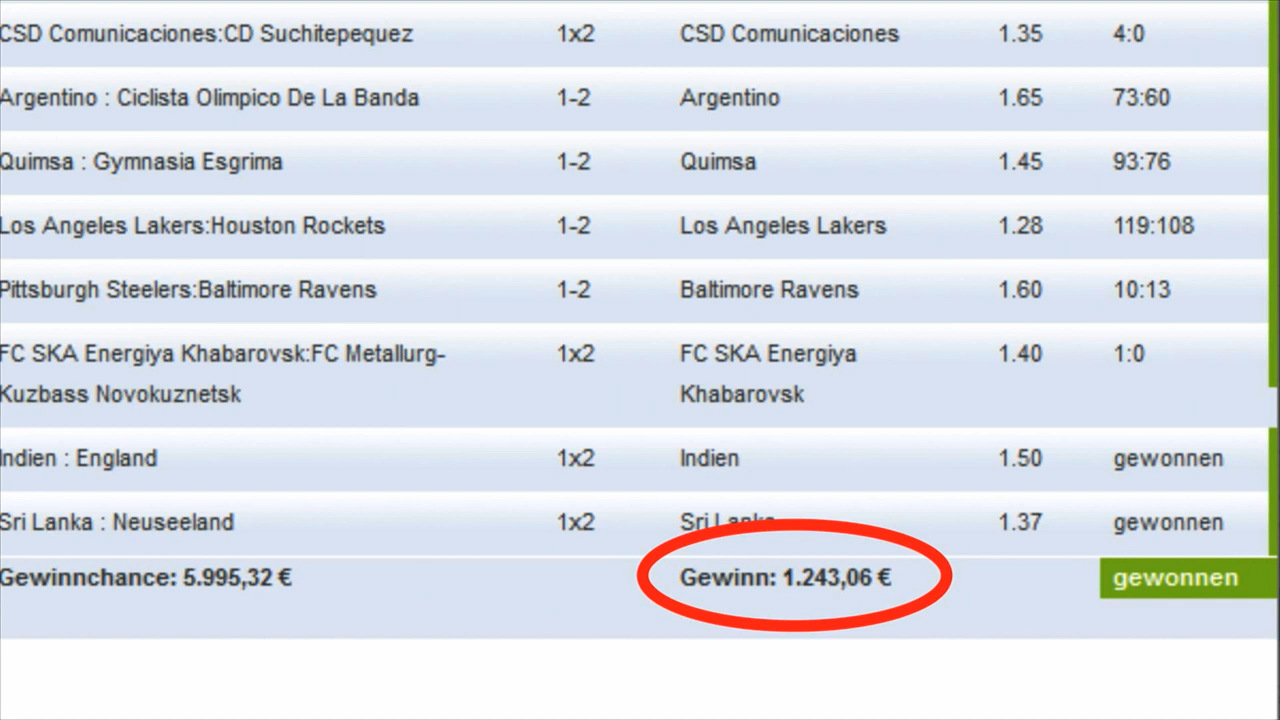 CSD Comunicaciones:CD Suchitepequez 1x2 CSD Comunicaciones 1.35 4:0
Argentino : Ciclista Olimpico De La Banda 1-2 Argentino 1.65 73:60
Quimsa : Gymnasia Esgrima 1-2 Quimsa 1.45 93:76
Los Angeles Lakers:Houston Rockets 1-2 Los Angeles Lakers 1.28 119:108
Pittsburgh Steelers:Baltimore Ravens 1-2 Baltimore Ravens 1.60 10:13
FC SKA Energiya Khabarovsk:FC Metallurg- 1x2 FC SKA Energiya 1.40 1:0
Kuzbass Novokuznetsk Khabarovsk
Indien : England 1x2 Indien 1.50 gewonnen
Sri Lanka : Neuseeland 1x2 Sri Lanka 1.37 gewonnen
Gewinnchance: 5.995,32 € Gewinn: 1.243,06 € gewonnen